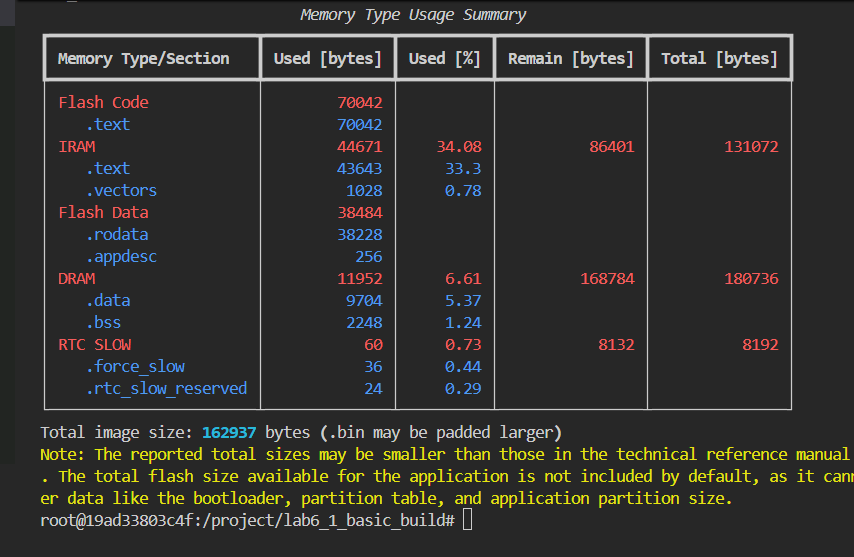 Memory Type Usage Summary
Memory Type/Section Used [bytes] Used [%] Remain [bytes] Total [bytes]
Flash Code 70042
.text 70042
IRAM 44671 34.08 86401 131072
.text 43643 33.3
.vectors 1028 0.78
Flash Data 38484
.rodata 38228
.appdesc 256
DRAM 11952 6.61 168784 180736
.data 9704 5.37
.bss 2248 1.24
RTC SLOW 60 0.73 8132 8192
.force_slow 36 0.44
.rtc_slow_reserved 24 0.29
Total image size: 162937 bytes (.bin may be padded larger)
Note: The reported total sizes may be smaller than those in the technical reference manual
. The total flash size available for the application is not included by default, as it cann
er data like the bootloader, partition table, and application partition size.
root@19ad33803c4f:/project/lab6_1_basic_build#